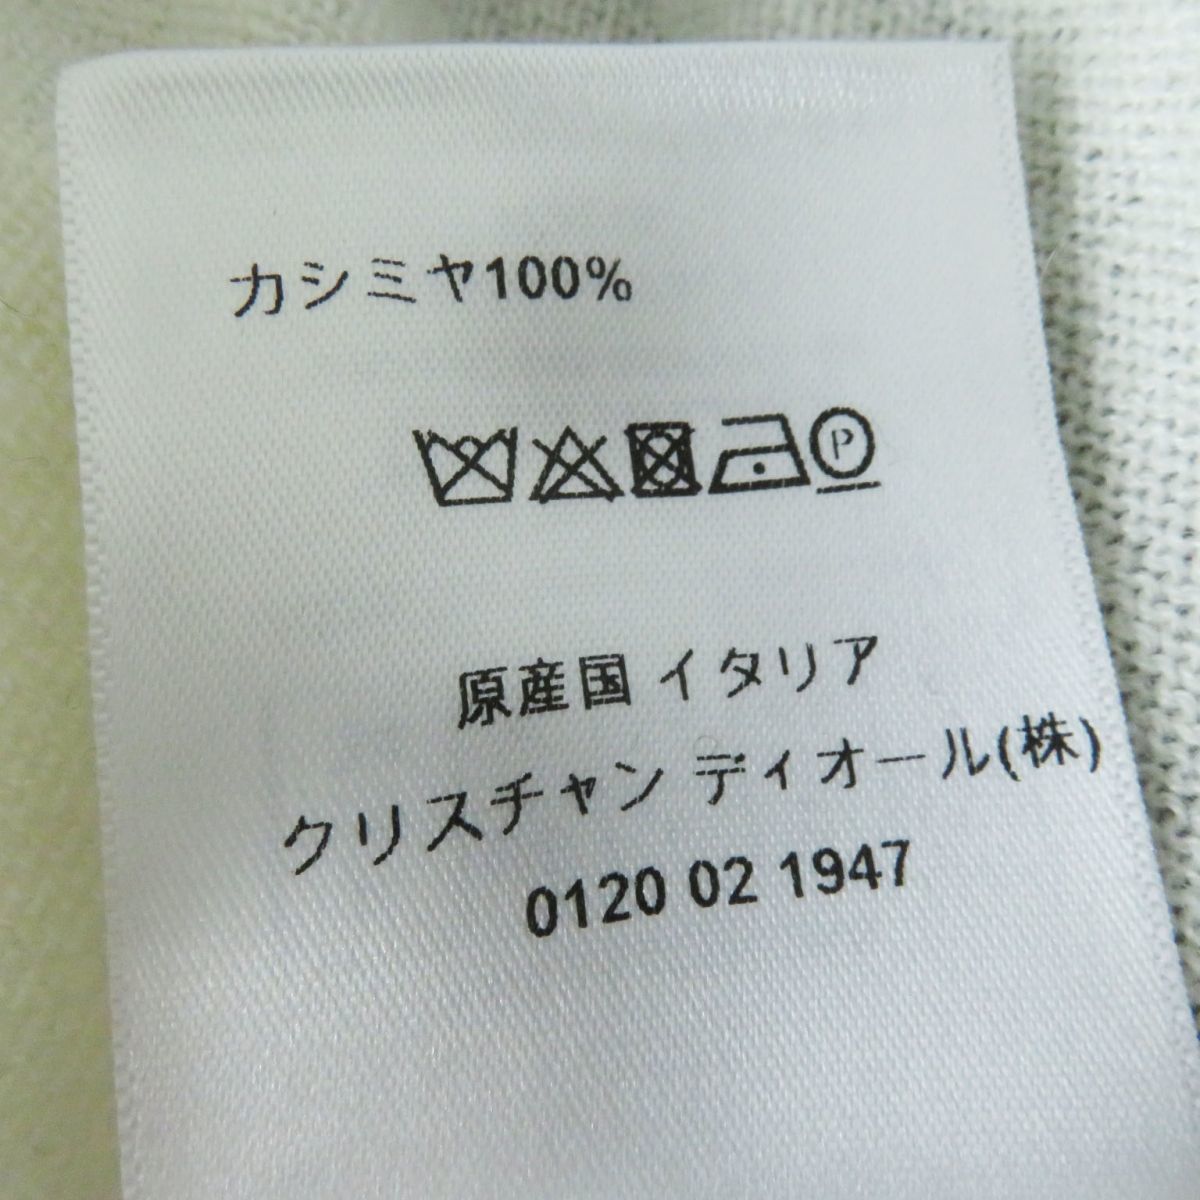 カシミヤ100%
P
原産国 イタリア
クリスチャン ディオール(株)
0120 02 1947